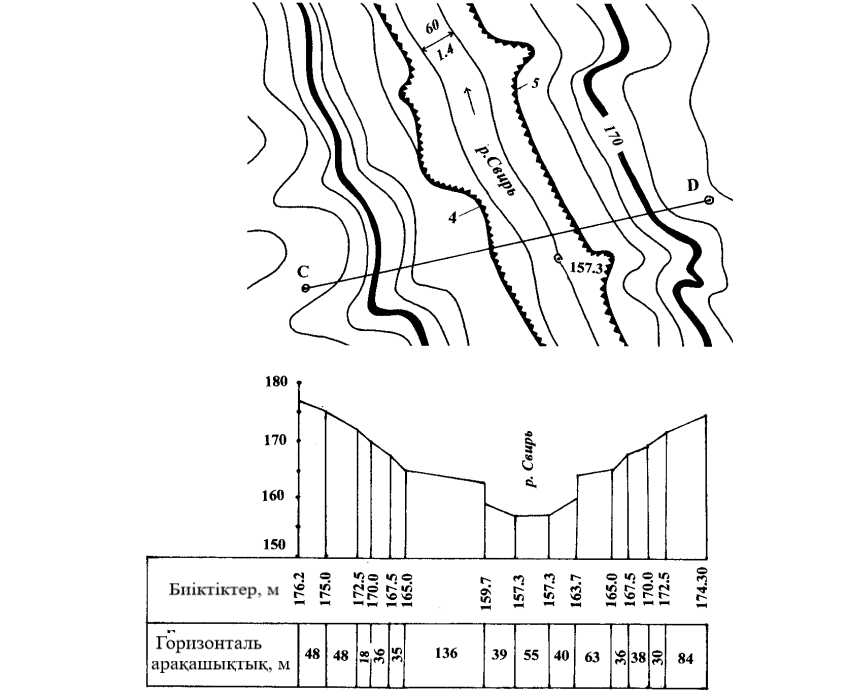 60
1.4
5
170
р. Свирь
D
4
157.3
C
180
170
160
150
р. Свирь
Биіктіктер, м 176.2 175.0 172.5 170.0 167.5 165.0 159.7 157.3 157.3 163.7 165.0 167.5 170.0 172.5 174.30
Горизонталь
арақашықтық, м 48 48 18 36 35 136 39 55 40 63 36 38 30 84